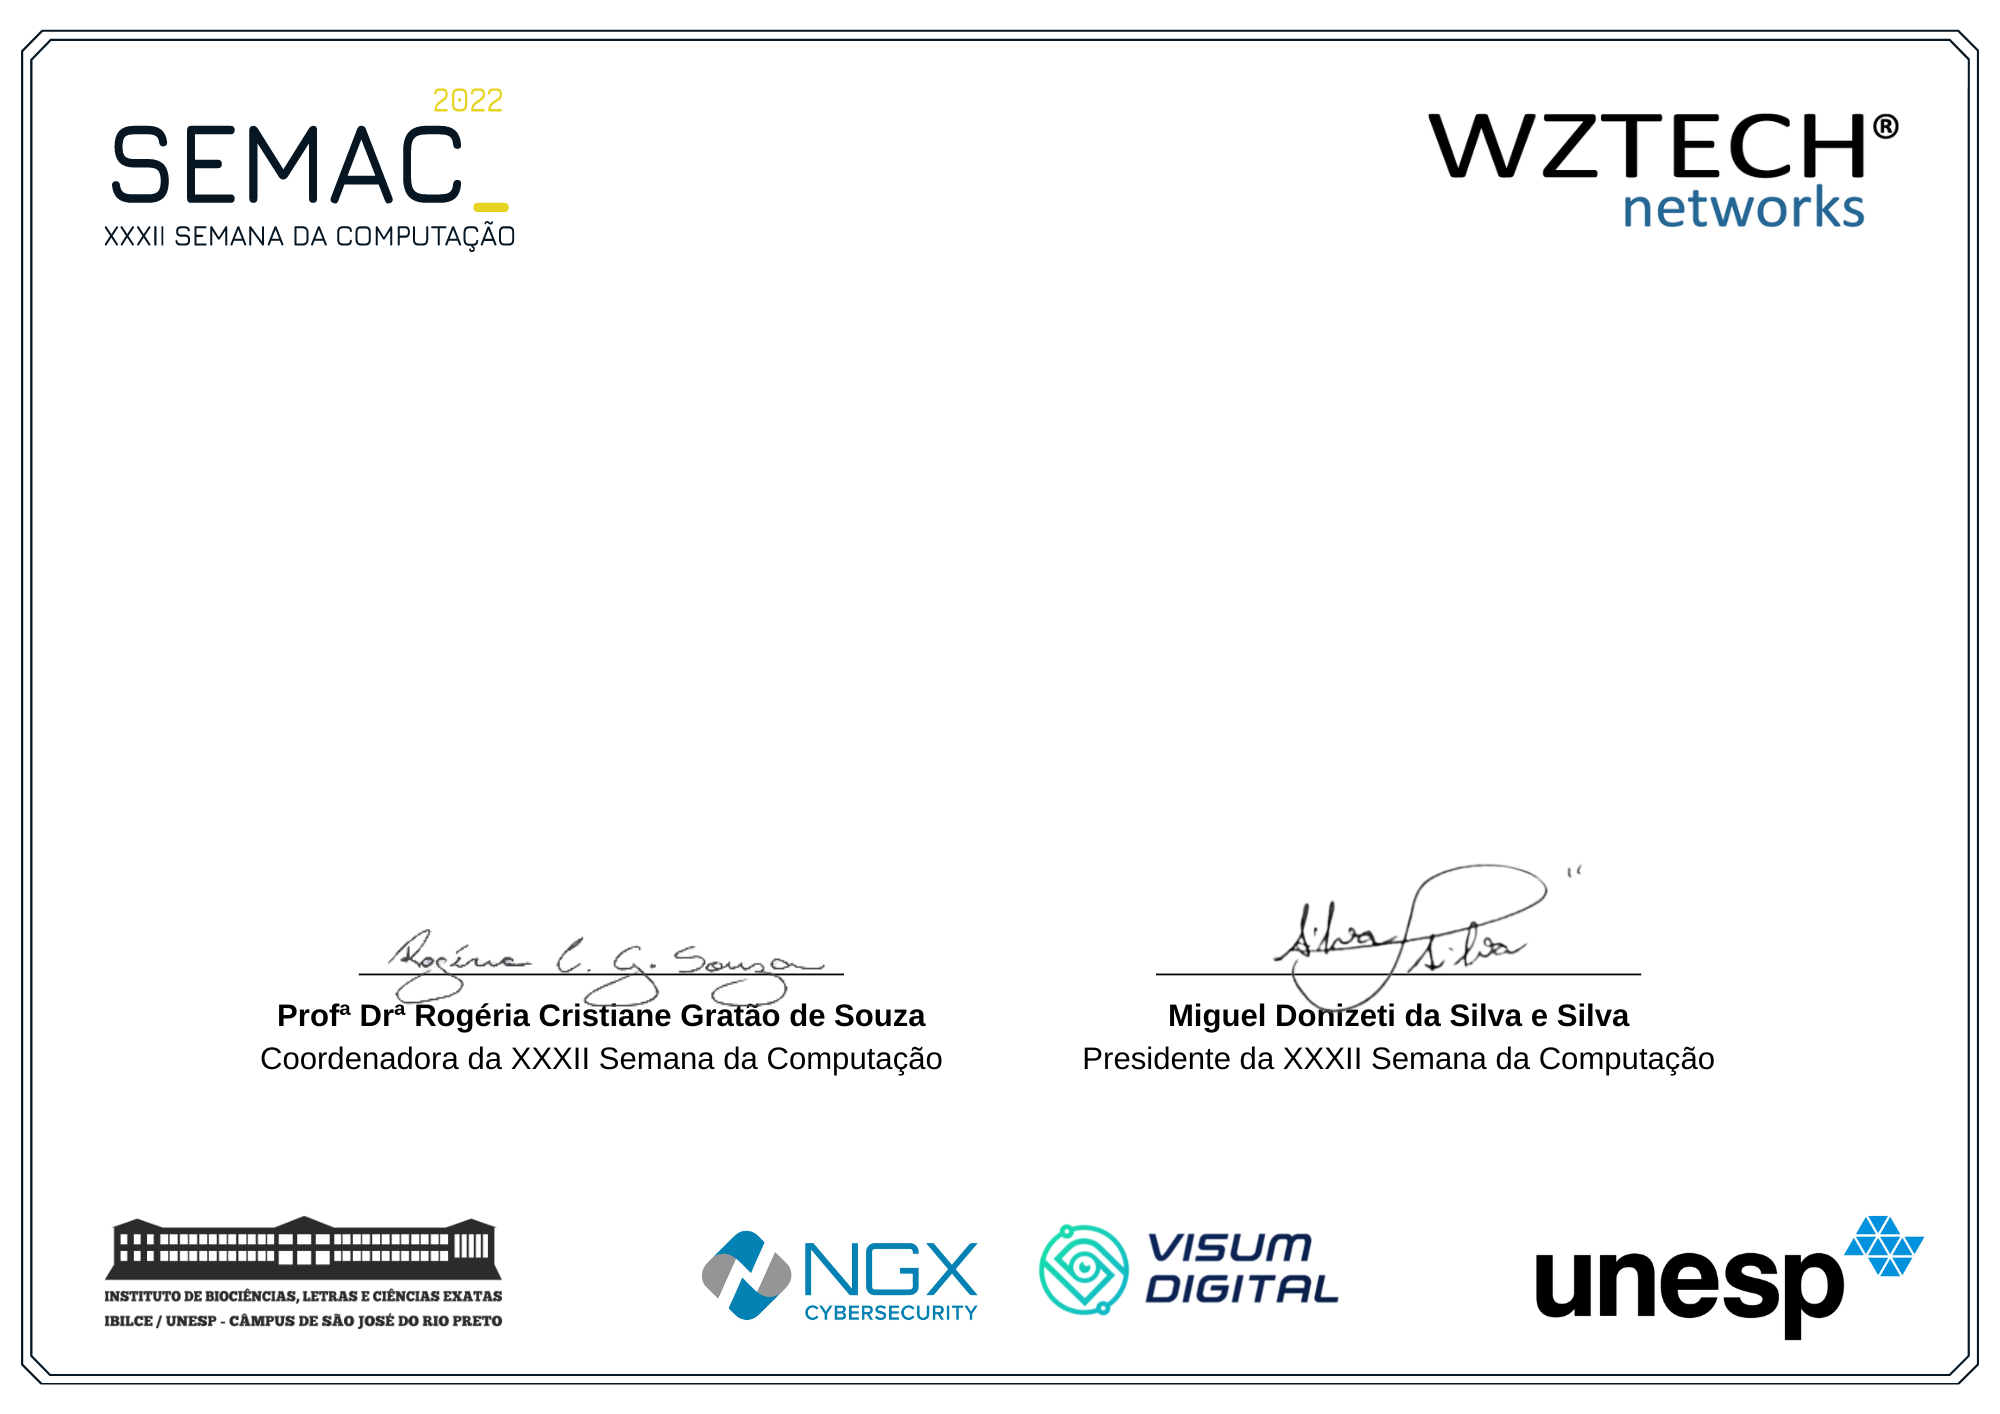 2022
SEMAC_
XXXII SEMANA DA COMPUTAÇÃO
WZTECH®
networks
Rogéria C. G. Souza
Silva Silva
Profª Drª Rogéria Cristiane Gratão de Souza
Coordenadora da XXXII Semana da Computação
Miguel Donizeti da Silva e Silva
Presidente da XXXII Semana da Computação
INSTITUTO DE BIOCIÊNCIAS, LETRAS E CIÊNCIAS EXATAS
IBILCE / UNESP - CÂMPUS DE SÃO JOSÉ DO RIO PRETO
NGX
CYBERSECURITY
VISUM
DIGITAL
unesp